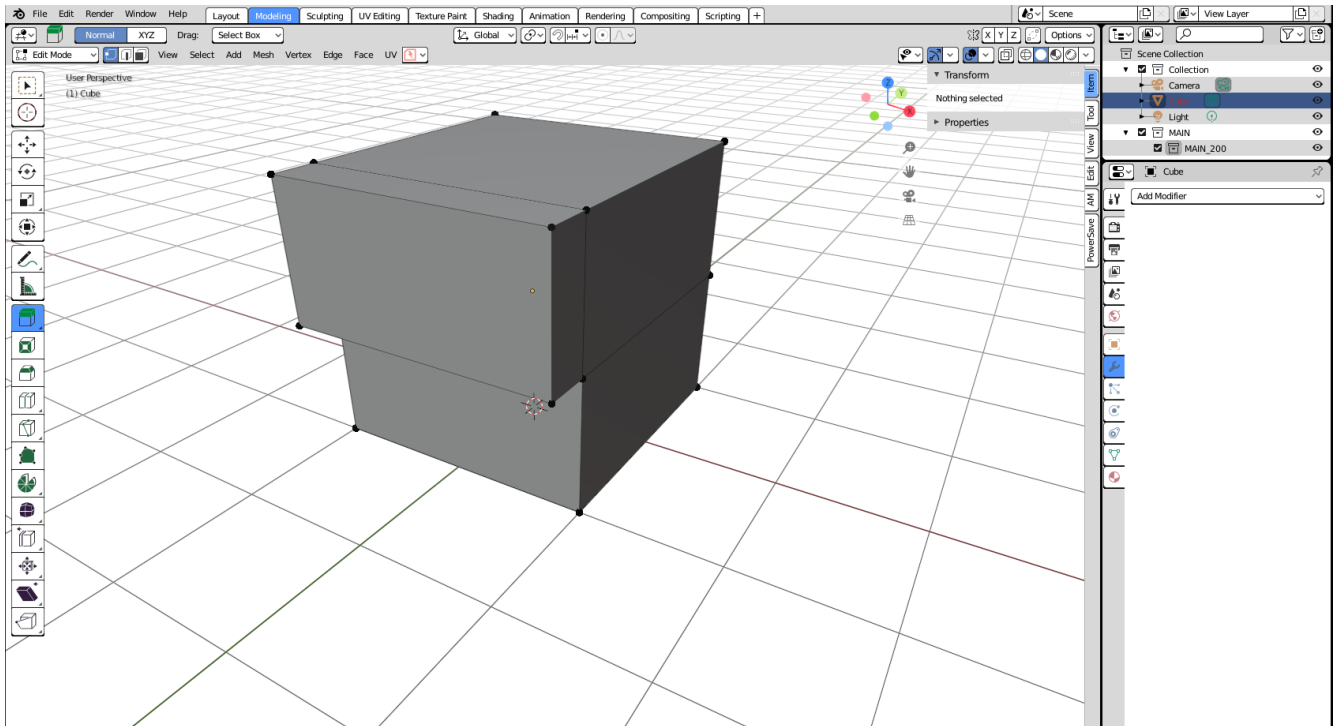 File Edit Render Window Help Layout Modeling Sculpting UV Editing Texture Paint Shading Animation Rendering Compositing Scripting + Scene View Layer
Normal XYZ Drag: Select Box Global X Y Z Options
Edit Mode View Select Add Mesh Vertex Edge Face UV
Scene Collection
Collection
Camera
Light
MAIN
MAIN_200
User Perspective
(1) Cube
Z
Y
X
Transform
Nothing selected
Properties
Item
Tool
View
Edit
AM
PowerSave
Cube
Add Modifier